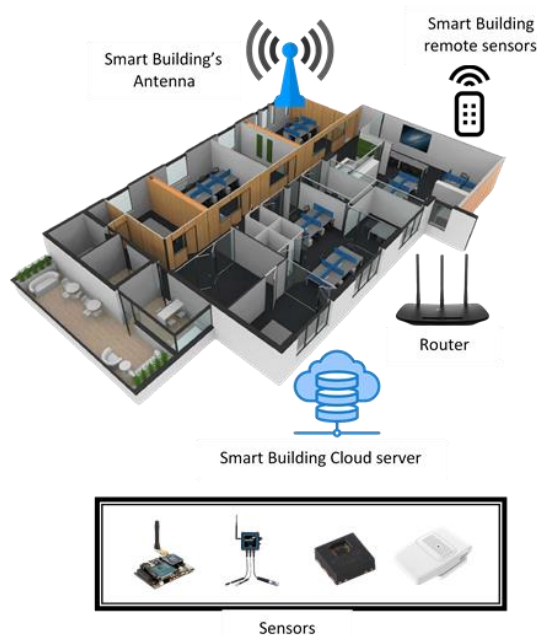 Smart Building's
Antenna
Smart Building
remote sensors
Router
Smart Building Cloud server
Sensors